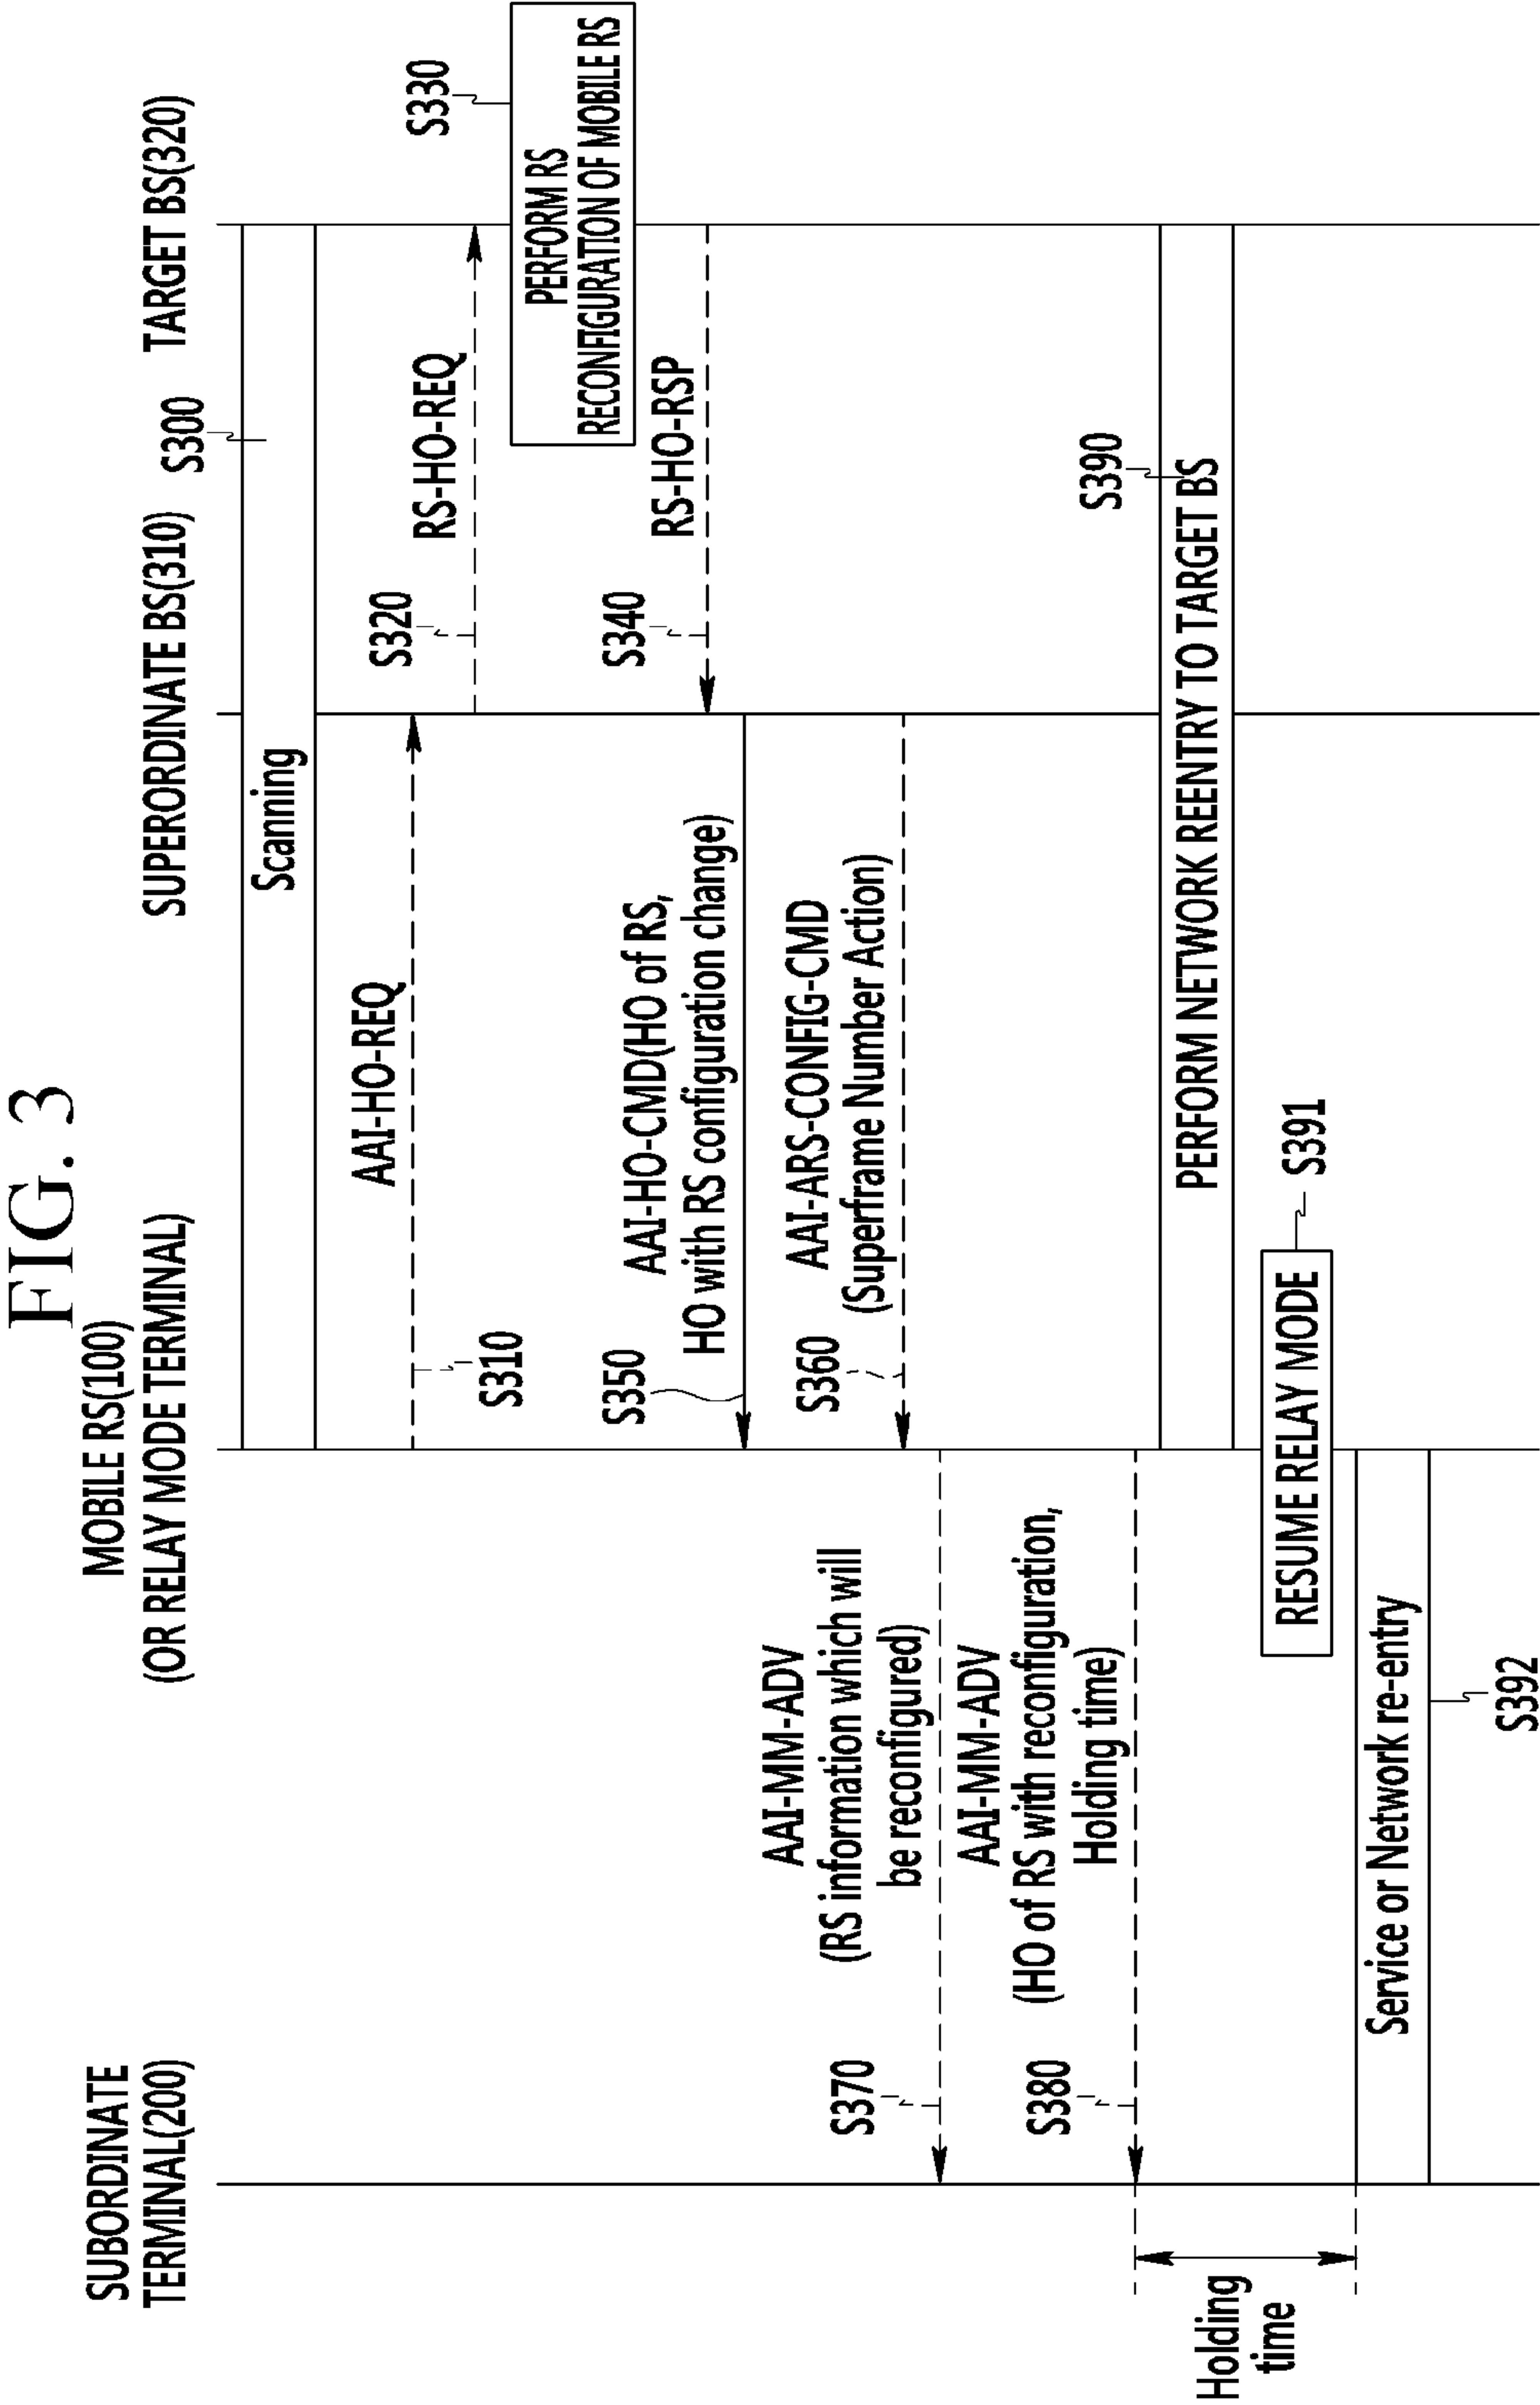 FIG. 3
SUBORDINATE
TERMINAL(200)
MOBILE RS(100)
(OR RELAY MODE TERMINAL)
SUPERORDINATE BS(310)
TARGET BS(320)
S300
Scanning
AAI-HO-REQ
S310
S320
RS-HO-REQ
S330
PERFORM RS
RECONFIGURATION OF MOBILE RS
S340
RS-HO-RSP
S350
AAI-HO-CMD(HO of RS,
HO with RS configuration change)
S360
AAI-ARS-CONFIG-CMD
(Superframe Number Action)
S370
AAI-MM-ADV
(RS information which will
be reconfigured)
S380
AAI-MM-ADV
(HO of RS with reconfiguration,
Holding time)
S390
PERFORM NETWORK REENTRY TO TARGET BS
Holding
time
RESUME RELAY MODE
S391
Service or Network re-entry
S392